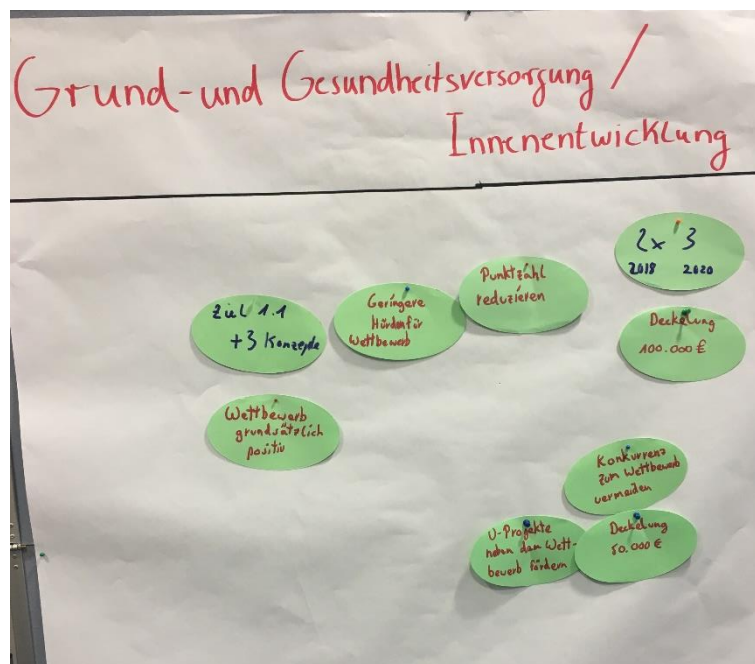 Grund- und Gesundheitsversorgung /
Innenentwicklung
2x 3
2018 2020
Punktzahl
reduzieren
Geringere
Hürden für
Wettbewerb
Ziel 1.1
+3 Konzepte
Deckelung
100.000 €
Wettbewerb
grundsätzlich
positiv
Konkurrenz
zum Wettbewerb
vermeiden
U-Projekte
neben dem Wett-
bewerb fördern
Deckelung
50.000 €